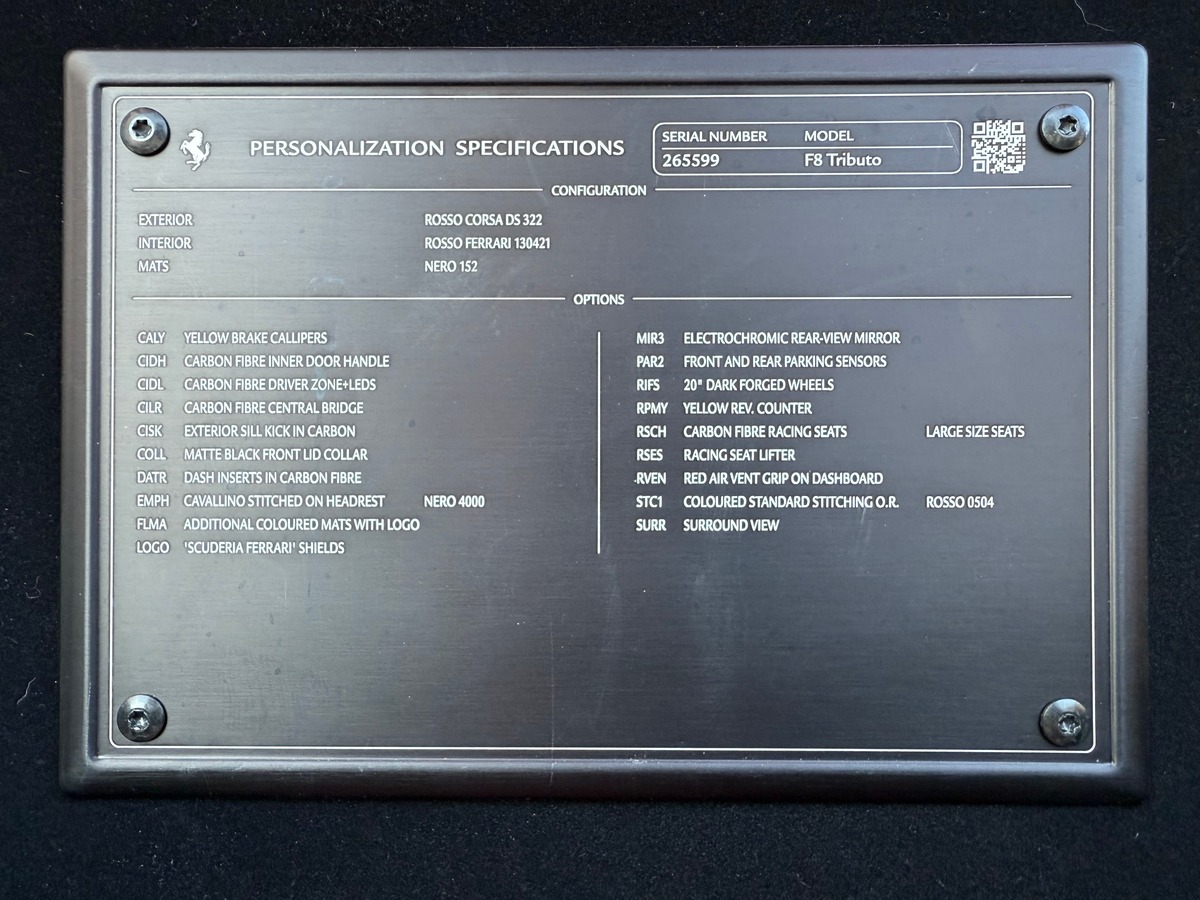 PERSONALIZATION SPECIFICATIONS
SERIAL NUMBER MODEL
265599 F8 Tributo
CONFIGURATION
EXTERIOR ROSSO CORSA DS 322
INTERIOR ROSSO FERRARI 130421
MATS NERO 152
OPTIONS
CALY YELLOW BRAKE CALLIPERS
CIDH CARBON FIBRE INNER DOOR HANDLE
CIDL CARBON FIBRE DRIVER ZONE+LEDS
CILR CARBON FIBRE CENTRAL BRIDGE
CISK EXTERIOR SILL KICK IN CARBON
COLL MATTE BLACK FRONT LID COLLAR
DATR DASH INSERTS IN CARBON FIBRE
EMPH CAVALLINO STITCHED ON HEADREST NERO 4000
FLMA ADDITIONAL COLOURED MATS WITH LOGO
LOGO 'SCUDERIA FERRARI' SHIELDS
MIR3 ELECTROCHROMIC REAR-VIEW MIRROR
PAR2 FRONT AND REAR PARKING SENSORS
RIFS 20" DARK FORGED WHEELS
RPMY YELLOW REV. COUNTER
RSCH CARBON FIBRE RACING SEATS LARGE SIZE SEATS
RSES RACING SEAT LIFTER
RVEN RED AIR VENT GRIP ON DASHBOARD
STC1 COLOURED STANDARD STITCHING O.R. ROSSO 0504
SURR SURROUND VIEW